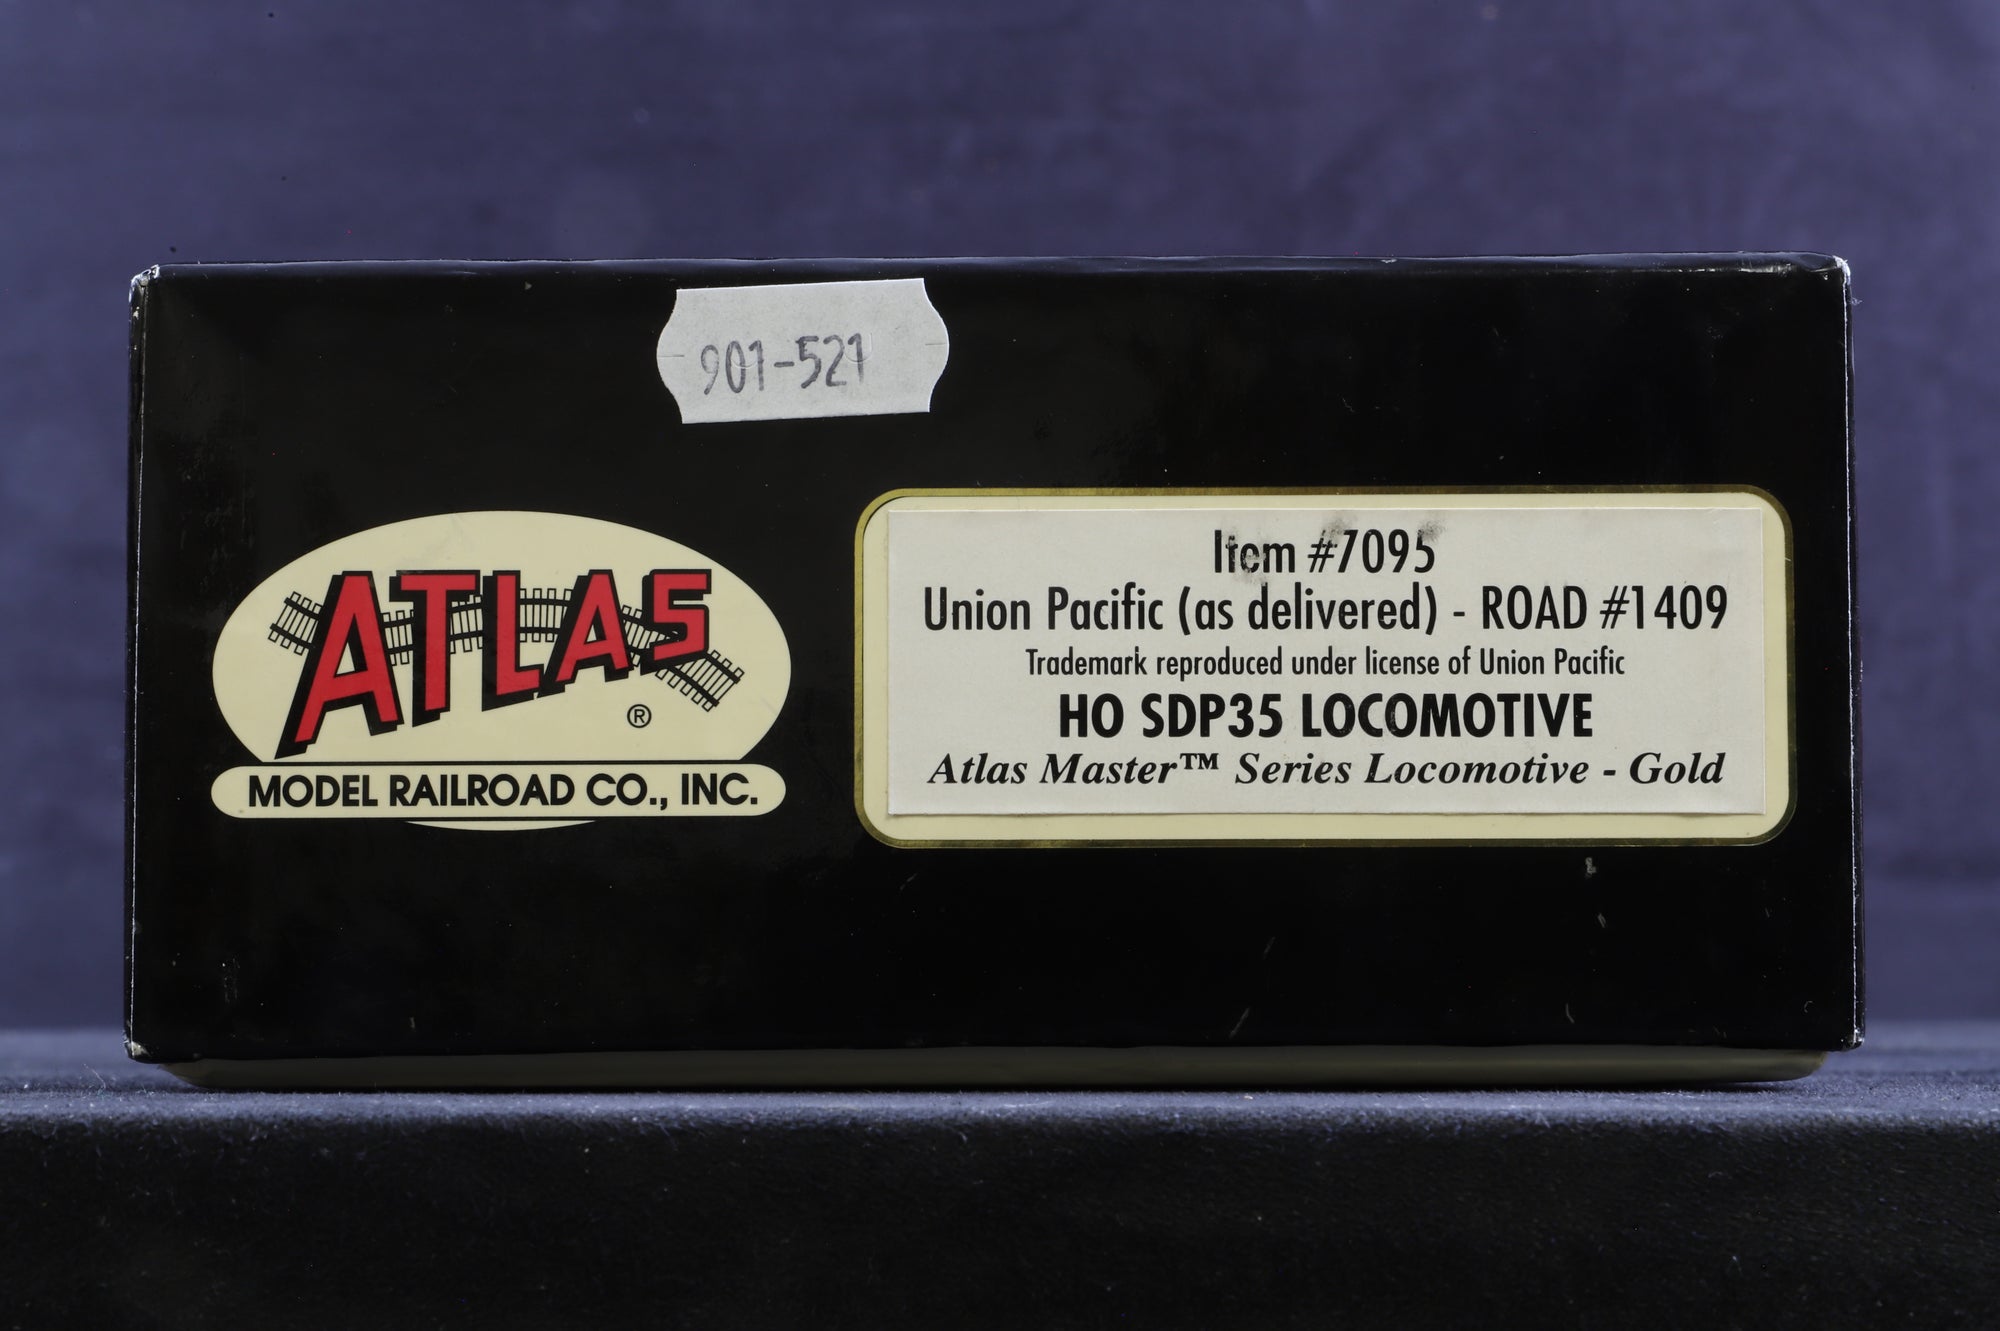 901-521
ATLAS
®
MODEL RAILROAD CO., INC.
Item #7095
Union Pacific (as delivered) - ROAD #1409
Trademark reproduced under license of Union Pacific
HO SDP35 LOCOMOTIVE
Atlas Master™ Series Locomotive - Gold